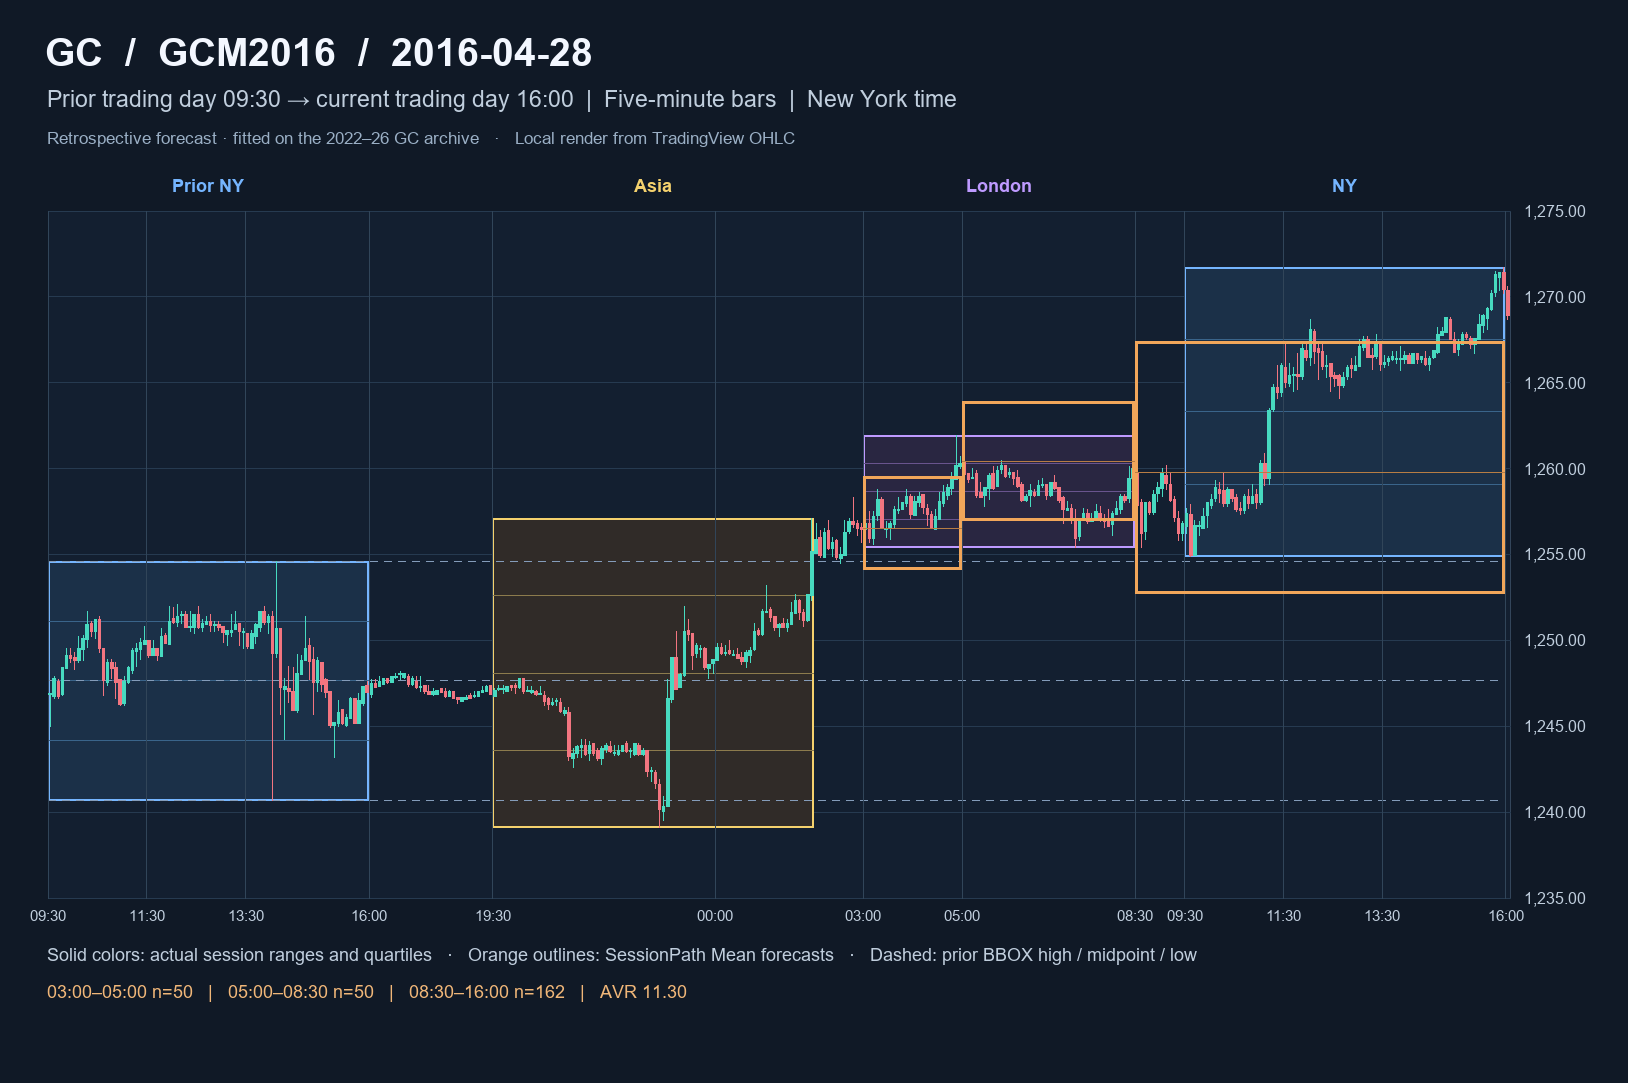 GC / GCM2016 / 2016-04-28
Prior trading day 09:30 → current trading day 16:00 | Five-minute bars | New York time
Retrospective forecast · fitted on the 2022–26 GC archive · Local render from TradingView OHLC
Prior NY Asia London NY
1,275.00
1,270.00
1,265.00
1,260.00
1,255.00
1,250.00
1,245.00
1,240.00
1,235.00
09:30 11:30 13:30 16:00 19:30 00:00 03:00 05:00 08:30 09:30 11:30 13:30 16:00
Solid colors: actual session ranges and quartiles · Orange outlines: SessionPath Mean forecasts · Dashed: prior BBOX high / midpoint / low
03:00–05:00 n=50 | 05:00–08:30 n=50 | 08:30–16:00 n=162 | AVR 11.30